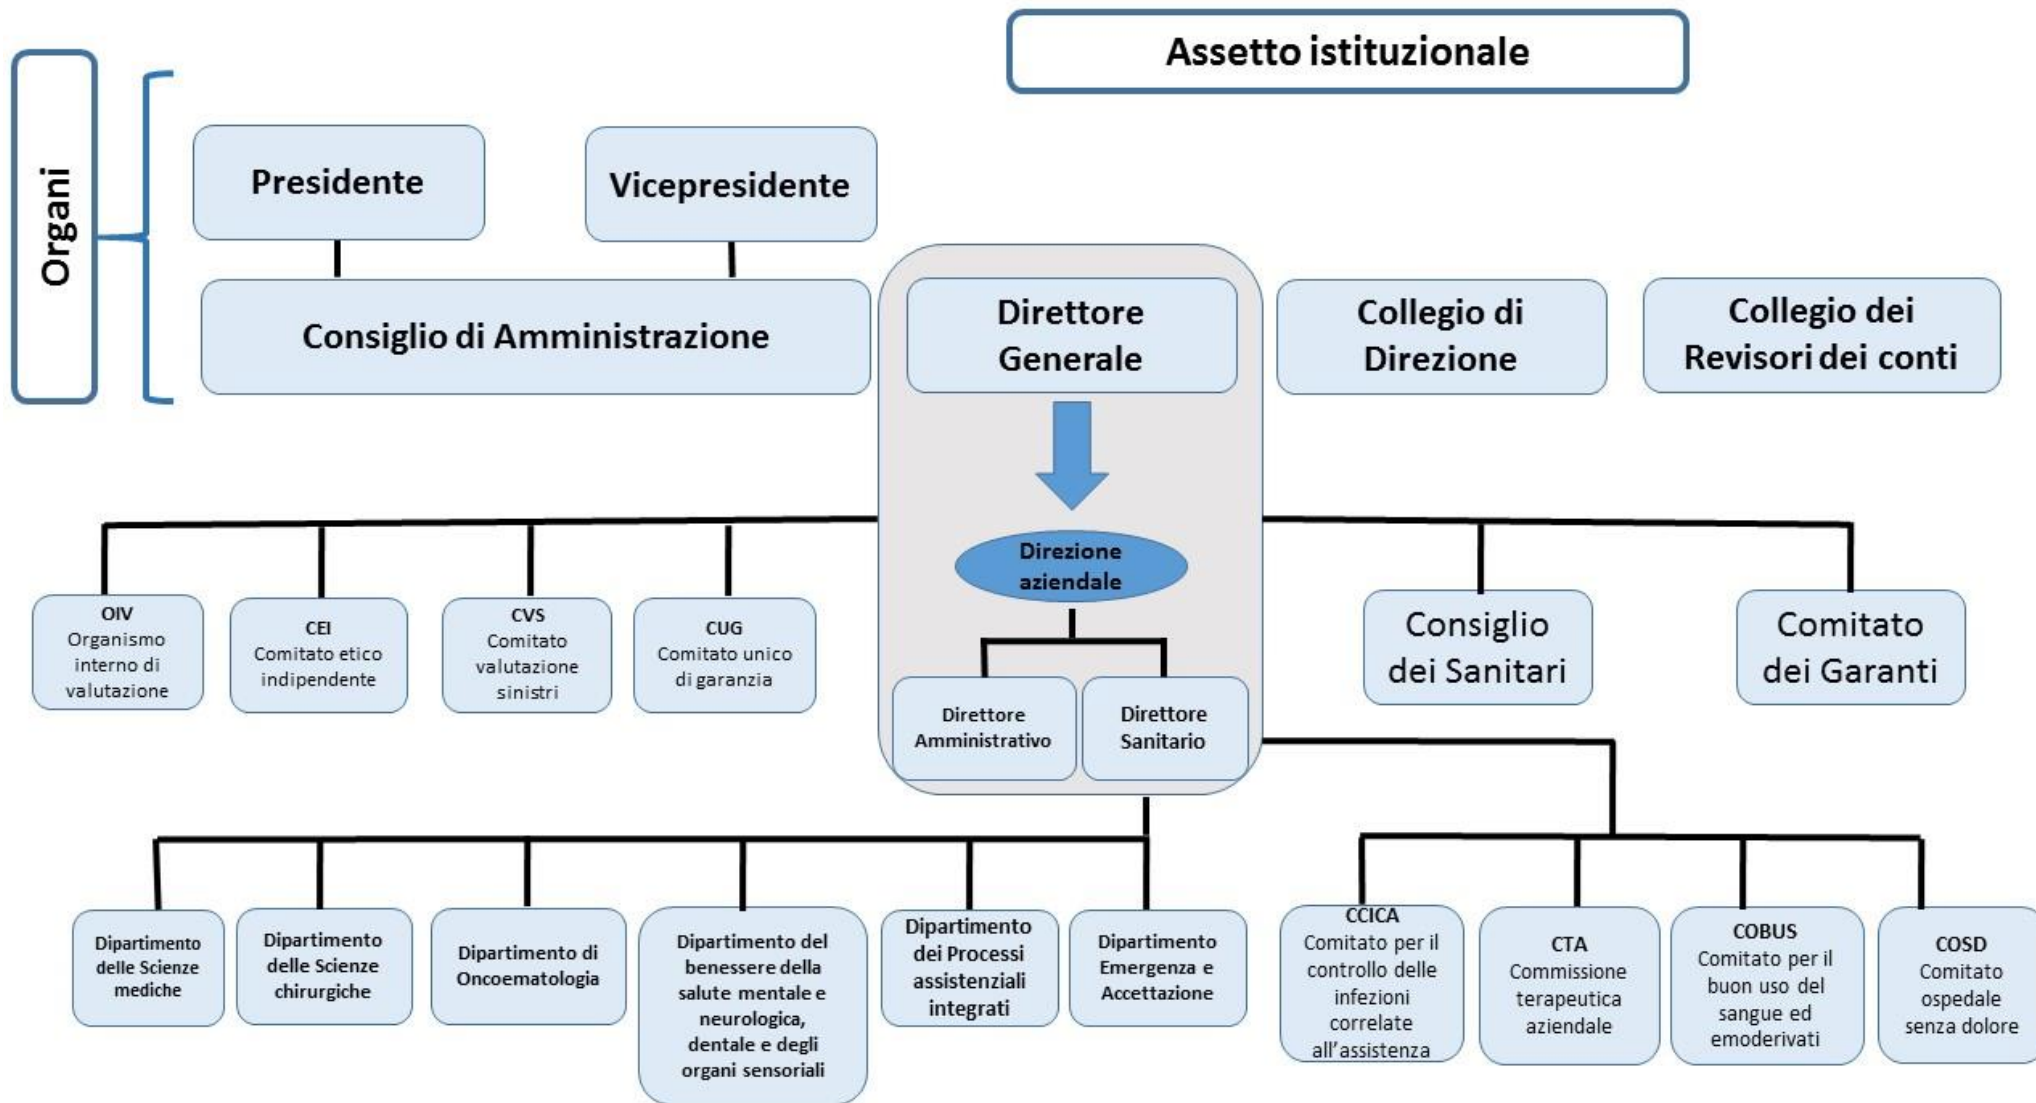 Assetto istituzionale
Organi
Presidente
Vicepresidente
Consiglio di Amministrazione
Direttore
Generale
Collegio di
Direzione
Collegio dei
Revisori dei conti
Direzione
aziendale
OIV
Organismo
interno di
valutazione
CEI
Comitato etico
indipendente
CVS
Comitato
valutazione
sinistri
CUG
Comitato unico
di garanzia
Direttore
Amministrativo
Direttore
Sanitario
Consiglio
dei Sanitari
Comitato
dei Garanti
Dipartimento
delle Scienze
mediche
Dipartimento
delle Scienze
chirurgiche
Dipartimento di
Oncoematologia
Dipartimento del
benessere della
salute mentale e
neurologica,
dentale e degli
organi sensoriali
Dipartimento
dei Processi
assistenziali
integrati
Dipartimento
Emergenza e
Accettazione
CCICA
Comitato per il
controllo delle
infezioni
correlate
all’assistenza
CTA
Commissione
terapeutica
aziendale
COBUS
Comitato per il
buon uso del
sangue ed
emoderivati
COSD
Comitato
ospedale
senza dolore